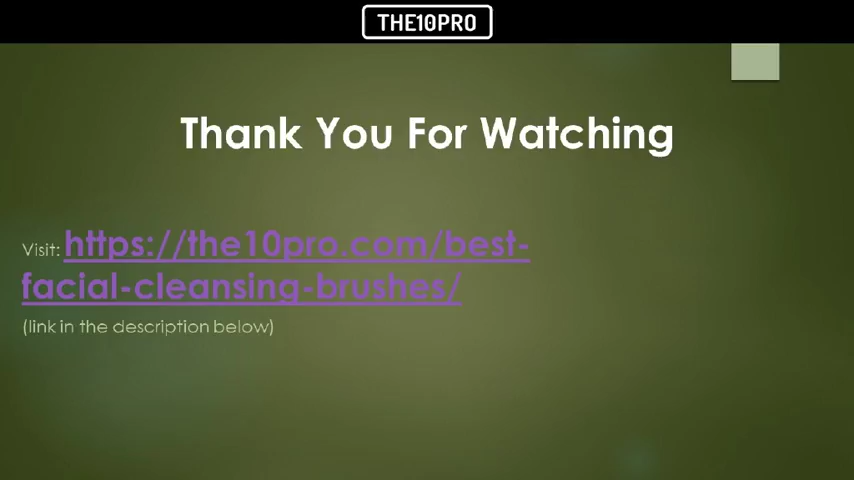 THE10PRO
Thank You For Watching
Visit: https://the10pro.com/best-
facial-cleansing-brushes/
(link in the description below)